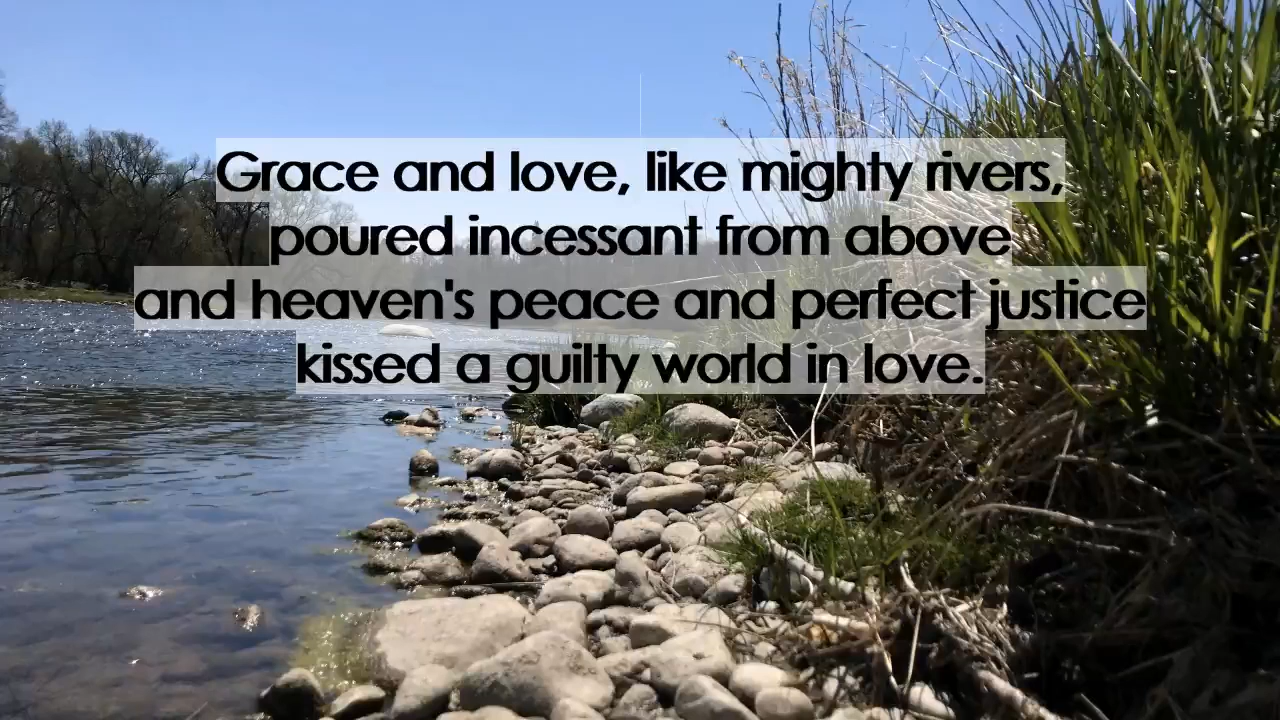 Grace and love, like mighty rivers,
poured incessant from above
and heaven's peace and perfect justice
kissed a guilty world in love.